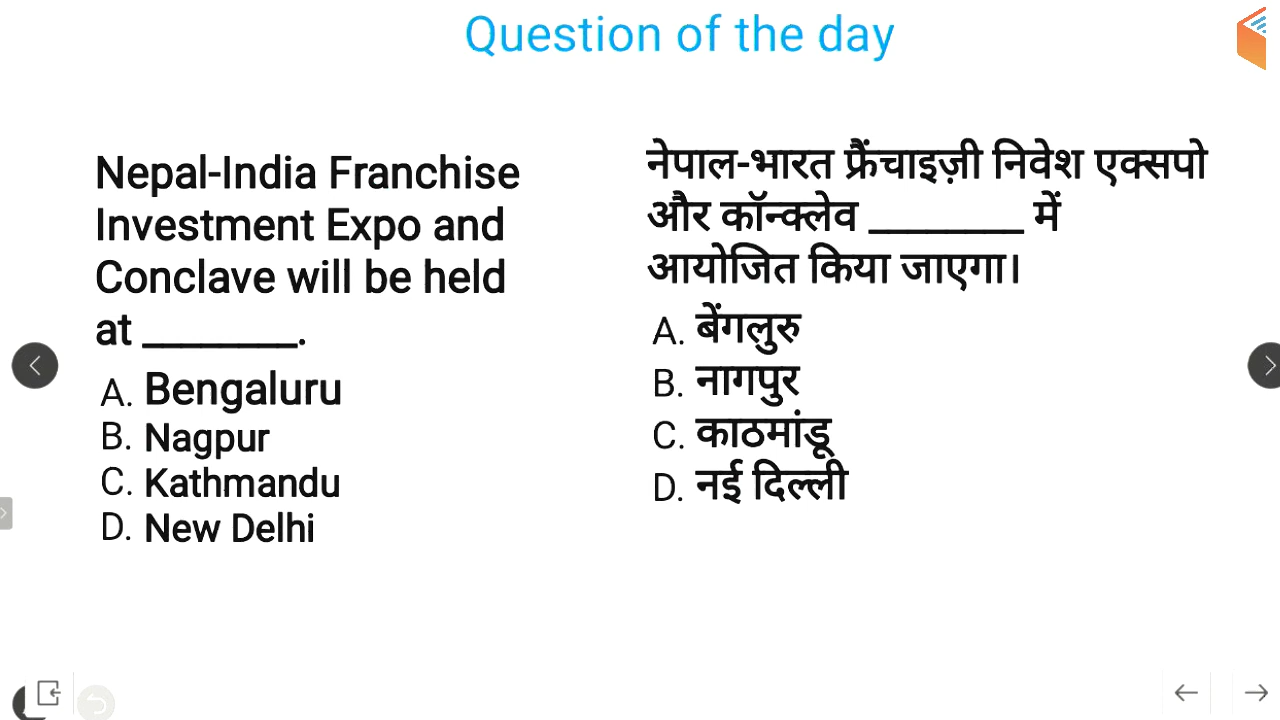 Question of the day
Nepal-India Franchise
Investment Expo and
Conclave will be held
at ________.
A. Bengaluru
B. Nagpur
C. Kathmandu
D. New Delhi
नेपाल-भारत फ्रैंचाइज़ी निवेश एक्सपो
और कॉन्क्लेव ________ में
आयोजित किया जाएगा।
A. बेंगलुरु
B. नागपुर
C. काठमांडू
D. नई दिल्ली